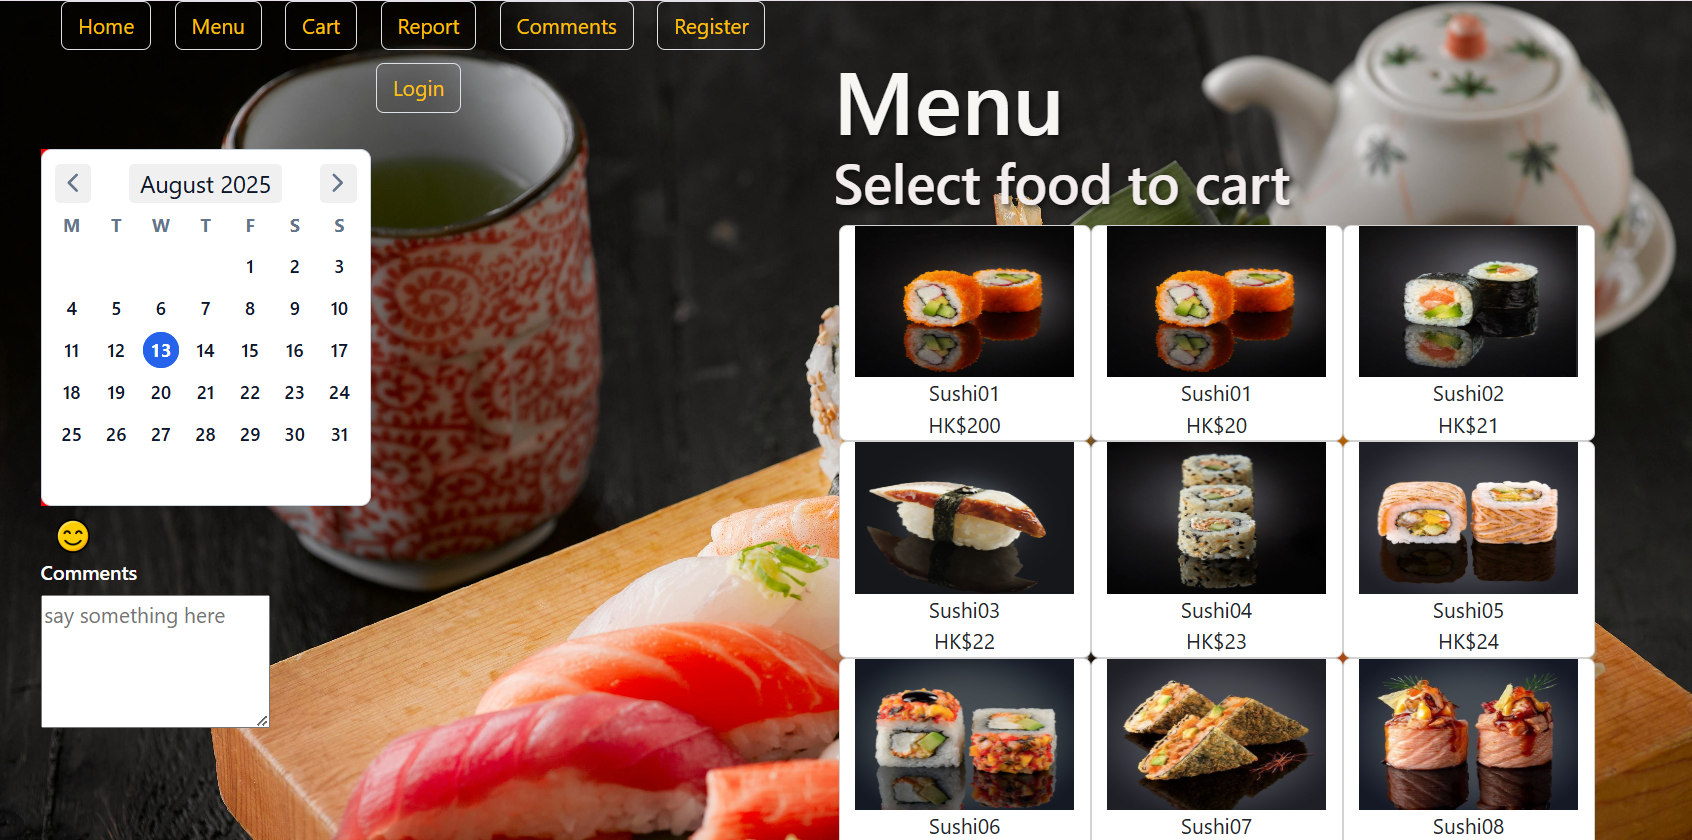 Home Menu Cart Report Comments Register
Login
August 2025
M T W T F S S
1 2 3
4 5 6 7 8 9 10
11 12 13 14 15 16 17
18 19 20 21 22 23 24
25 26 27 28 29 30 31
Comments
say something here
Menu
Select food to cart
Sushi01 Sushi01 Sushi02
HK$200 HK$20 HK$21
Sushi03 Sushi04 Sushi05
HK$22 HK$23 HK$24
Sushi06 Sushi07 Sushi08